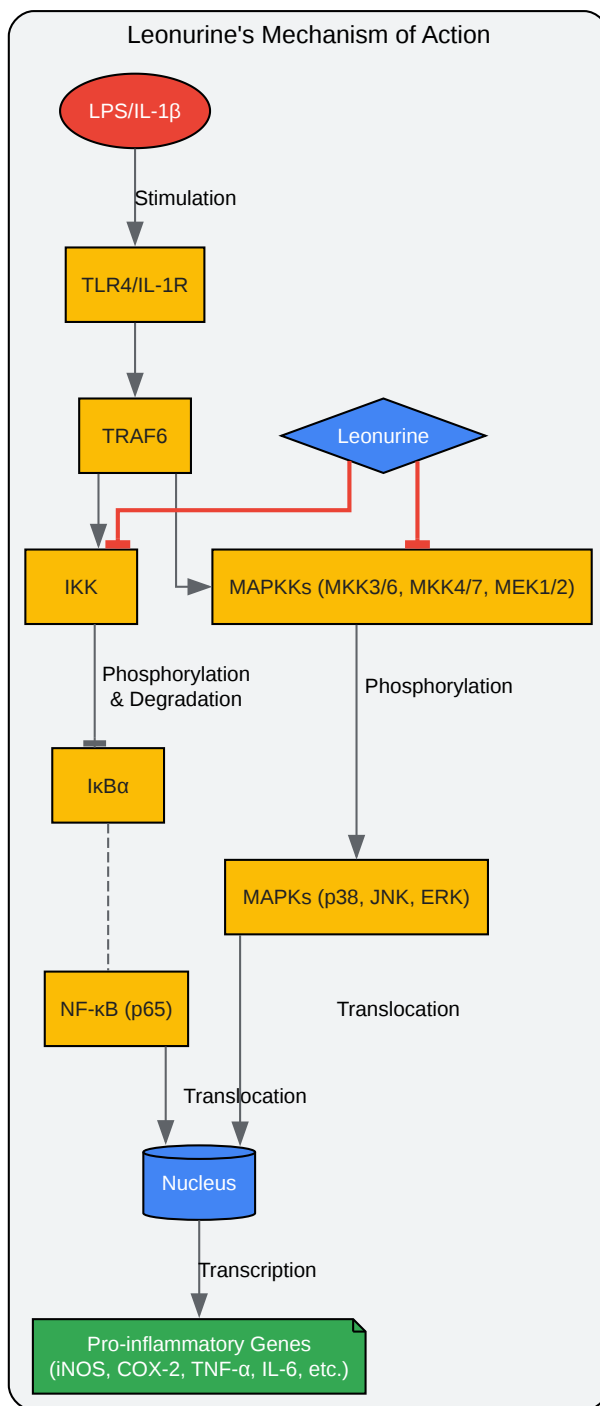 Leonurine's Mechanism of Action
LPS/IL-1β
Stimulation
TLR4/IL-1R
TRAF6
Leonurine
IKK
MAPKKs (MKK3/6, MKK4/7, MEK1/2)
Phosphorylation
& Degradation
Phosphorylation
IκBα
MAPKs (p38, JNK, ERK)
NF-κB (p65)
Translocation
Translocation
Nucleus
Transcription
Pro-inflammatory Genes
(iNOS, COX-2, TNF-α, IL-6, etc.)